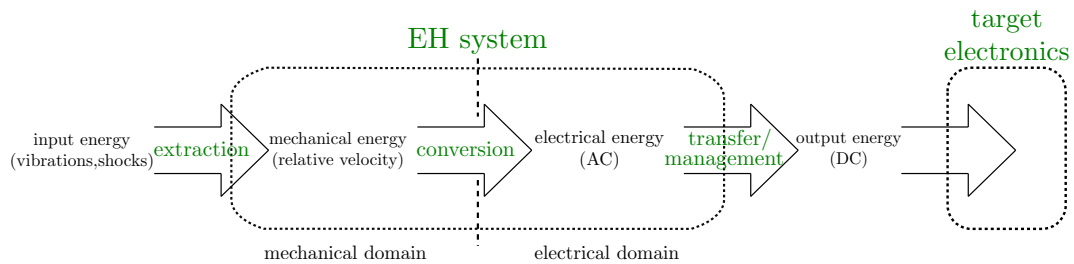 target
electronics
EH system
input energy
(vibrations,shocks)
extraction
mechanical energy
(relative velocity)
conversion
electrical energy
(AC)
transfer/
management
output energy
(DC)
mechanical domain
electrical domain